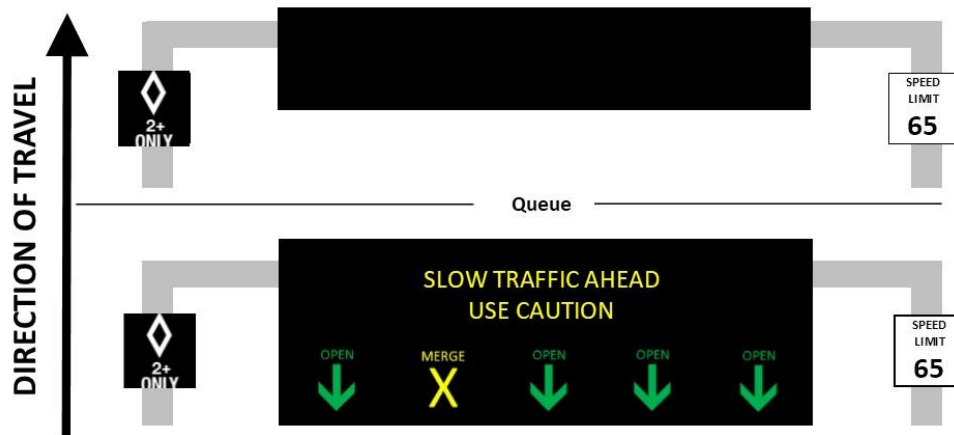 DIRECTION OF TRAVEL
2+
ONLY
SPEED
LIMIT
65
Queue
SLOW TRAFFIC AHEAD
USE CAUTION
2+
ONLY
OPEN MERGE OPEN OPEN OPEN
X
SPEED
LIMIT
65